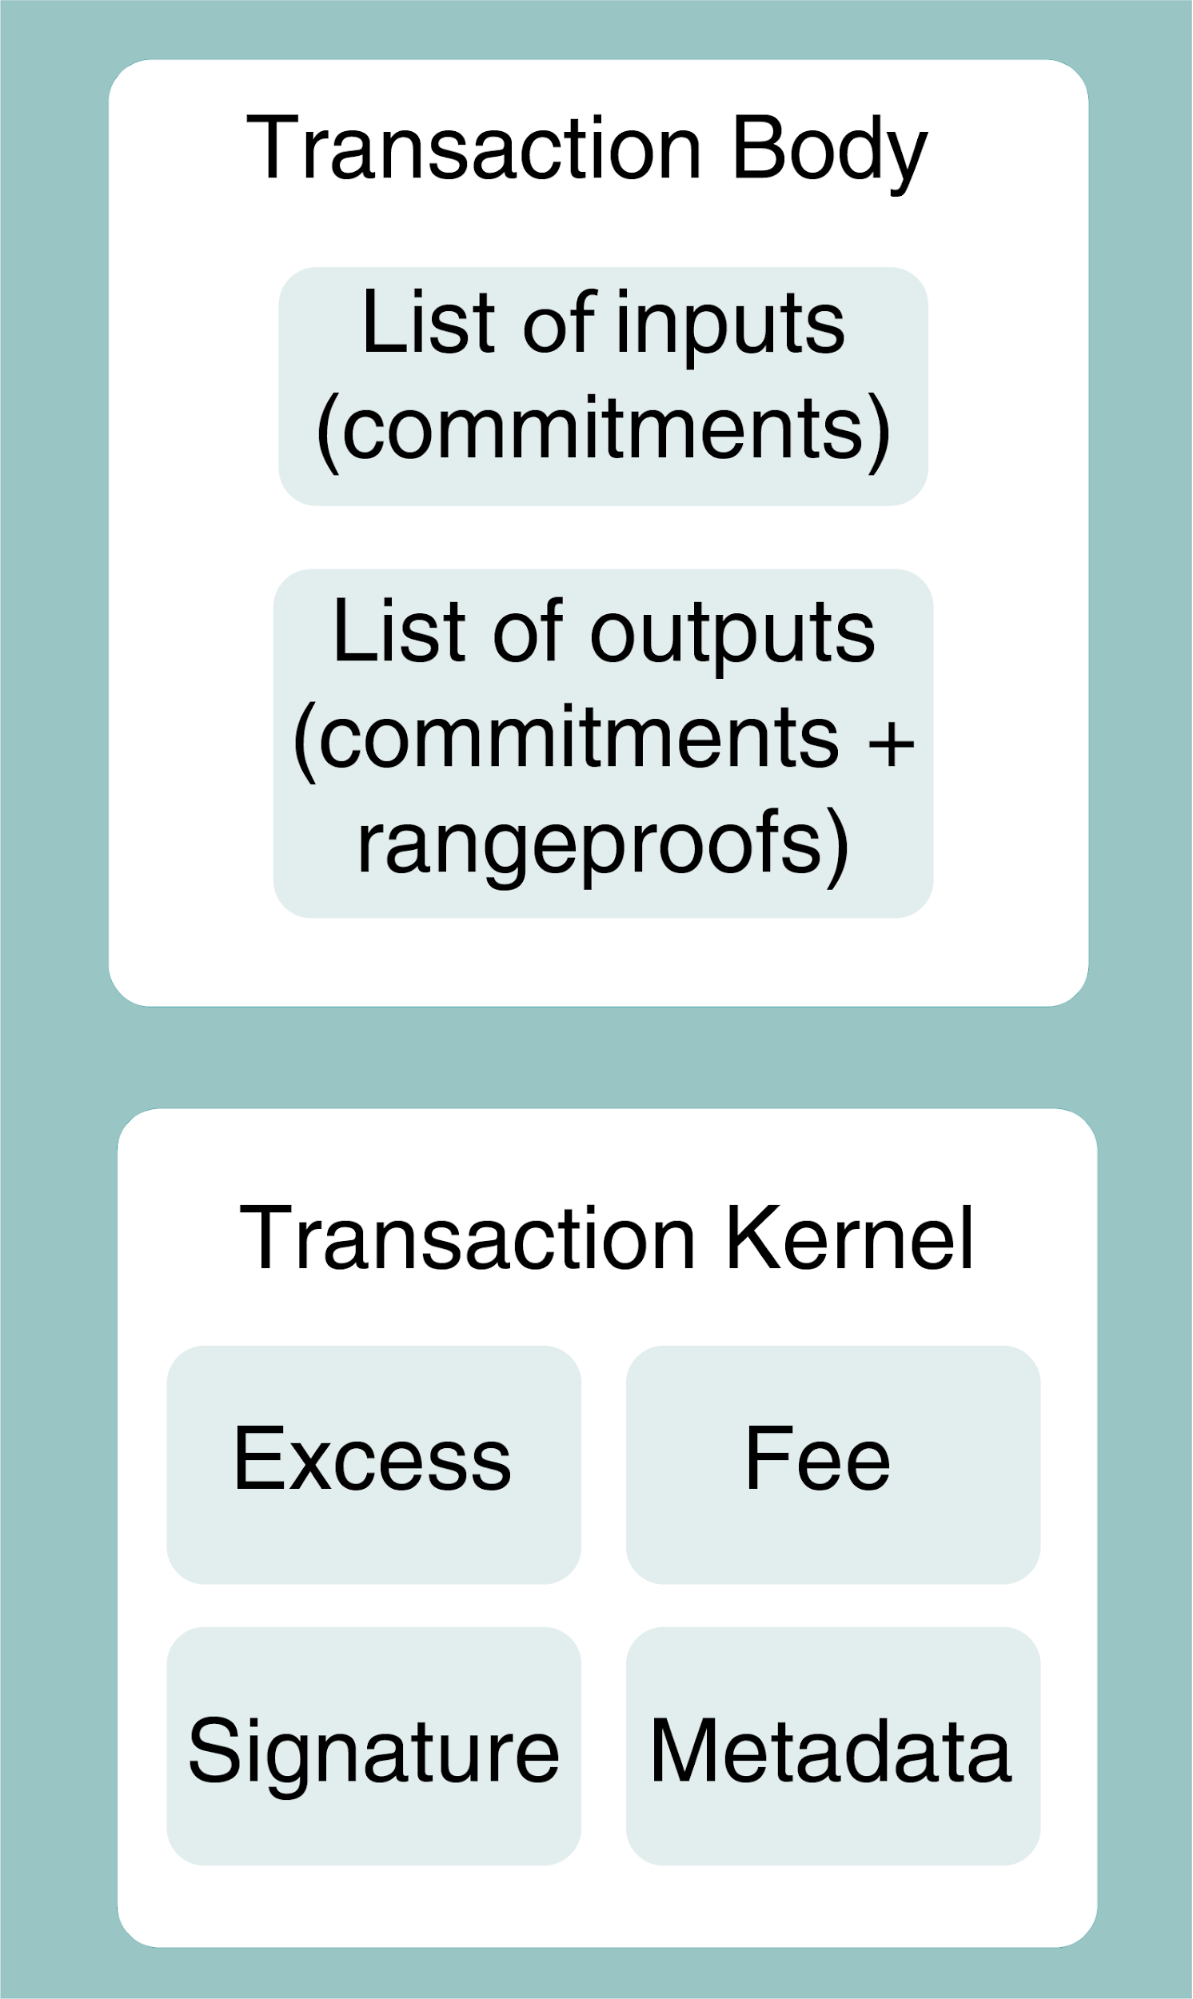 Transaction Body
List of inputs
(commitments)
List of outputs
(commitments +
rangeproofs)
Transaction Kernel
Excess
Fee
Signature
Metadata